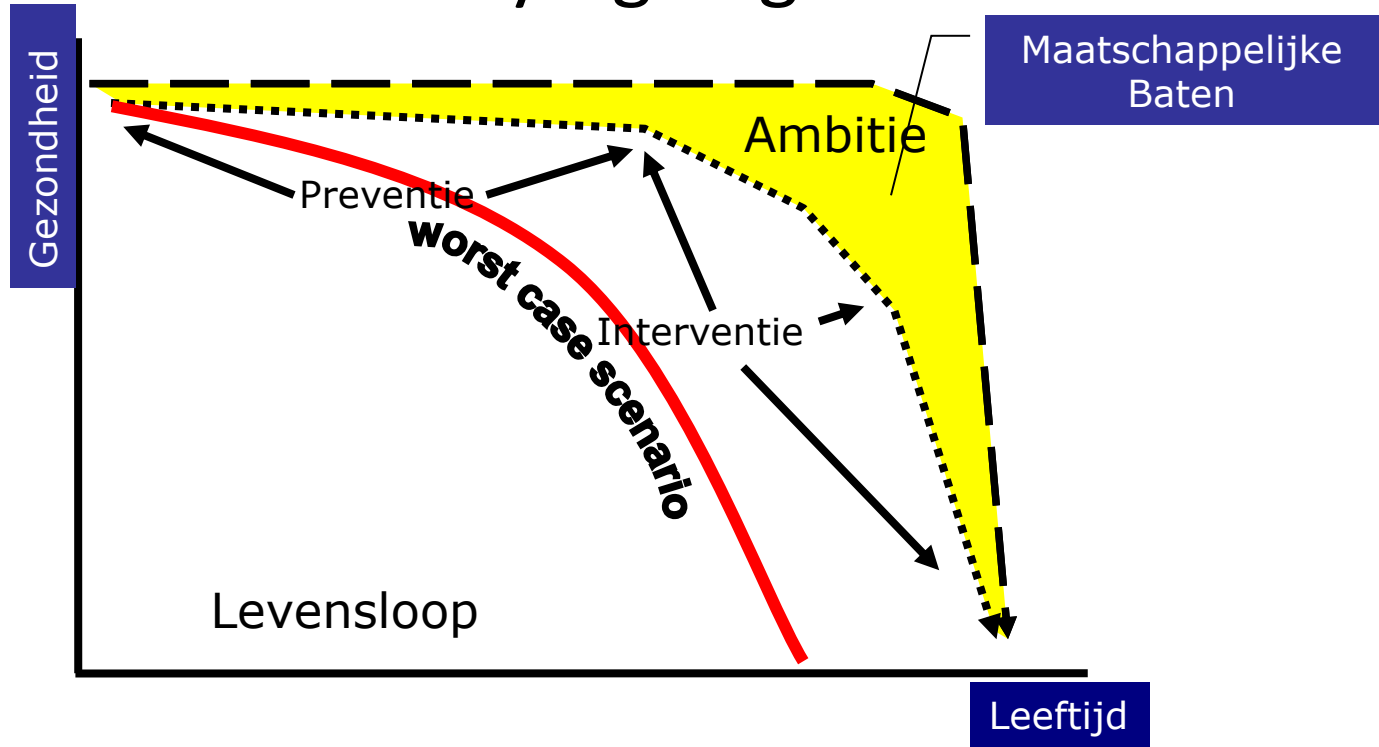 Maatschappelijke
Baten
Gezondheid
Ambitie
Preventie
worst case scenario
Interventie
Levensloop
Leeftijd